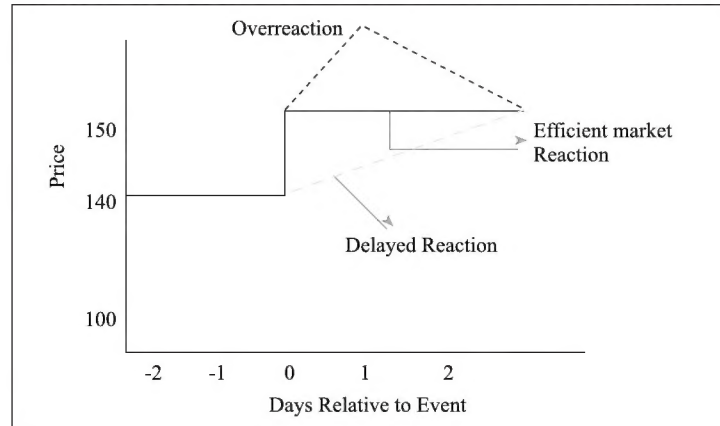 Overreaction
150
Efficient market
Reaction
Price
140
Delayed Reaction
100
-2 -1 0 1 2
Days Relative to Event